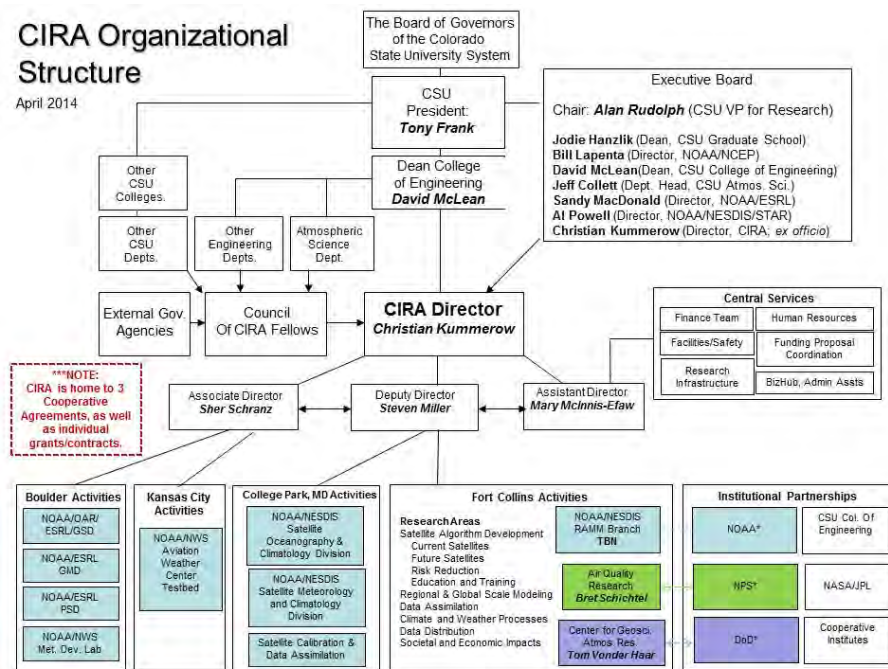 CIRA Organizational
Structure
April 2014
The Board of Governors
of the Colorado
State University System
CSU
President:
Tony Frank
Executive Board
Chair: Alan Rudolph (CSU VP for Research)
Jodie Hanzlik (Dean, CSU Graduate School)
Bill Lapenta (Director, NOAA/NCEP)
David McLean(Dean, CSU College of Engineering)
Jeff Collett (Dept. Head, CSU Atmos. Sci.)
Sandy MacDonald (Director, NOAA/ESRL)
Al Powell (Director, NOAA/NESDIS/STAR)
Christian Kummerow (Director, CIRA; ex officio)
Dean College
of Engineering
David McLean
Other
CSU
Colleges.
Other
CSU
Depts.
Other
Engineering
Depts.
Atmospheric
Science
Dept.
External Gov.
Agencies
Council
Of CIRA Fellows
CIRA Director
Christian Kummerow
Central Services
Finance Team
Human Resources
Facilities/Safety
Funding Proposal
Coordination
Research
Infrastructure
BizHub, Admin Assts
***NOTE:
CIRA is home to 3
Cooperative
Agreements, as well
as individual
grants/contracts.
Associate Director
Sher Schranz
Deputy Director
Steven Miller
Assistant Director
Mary McInnis-Efaw
Boulder Activities
NOAA/OAR/
ESRL/GSD
NOAA/ESRL
GMD
NOAA/ESRL
PSD
NOAA/NWS
Met. Dev. Lab
Kansas City
Activities
NOAA/NWS
Aviation
Weather
Center
Testbed
College Park, MD Activities
NOAA/NESDIS
Satellite
Oceanography &
Climatology Division
NOAA/NESDIS
Satellite Meteorology
and Climatology
Division
Satellite Calibration &
Data Assimilation
Fort Collins Activities
Research Areas
Satellite Algorithm Development
Current Satellites
Future Satellites
Risk Reduction
Education and Training
Regional & Global Scale Modeling
Data Assimilation
Climate and Weather Processes
Data Distribution
Societal and Economic Impacts
NOAA/NESDIS
RAMM Branch
TBN
Air Quality
Research
Bret Schichtel
Center for Geosci.
Atmos Res.
Tom Vonder Haar
Institutional Partnerships
NOAA*
CSU Col. Of
Engineering
NPS*
NASA/JPL
DoD*
Cooperative
Institutes